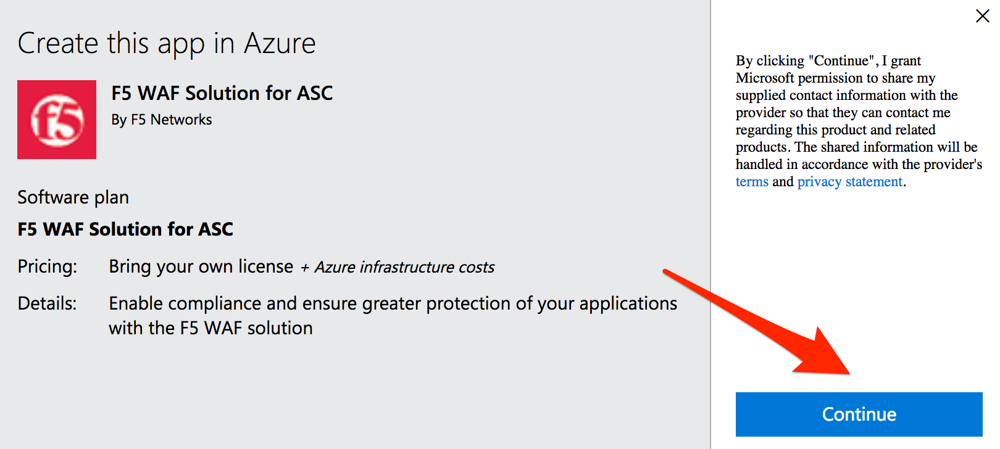 Create this app in Azure
f5
F5 WAF Solution for ASC
By F5 Networks
Software plan
F5 WAF Solution for ASC
Pricing: Bring your own license + Azure infrastructure costs
Details: Enable compliance and ensure greater protection of your applications
with the F5 WAF solution
By clicking "Continue", I grant
Microsoft permission to share my
supplied contact information with the
provider so that they can contact me
regarding this product and related
products. The shared information will be
handled in accordance with the provider's
terms and privacy statement.
Continue